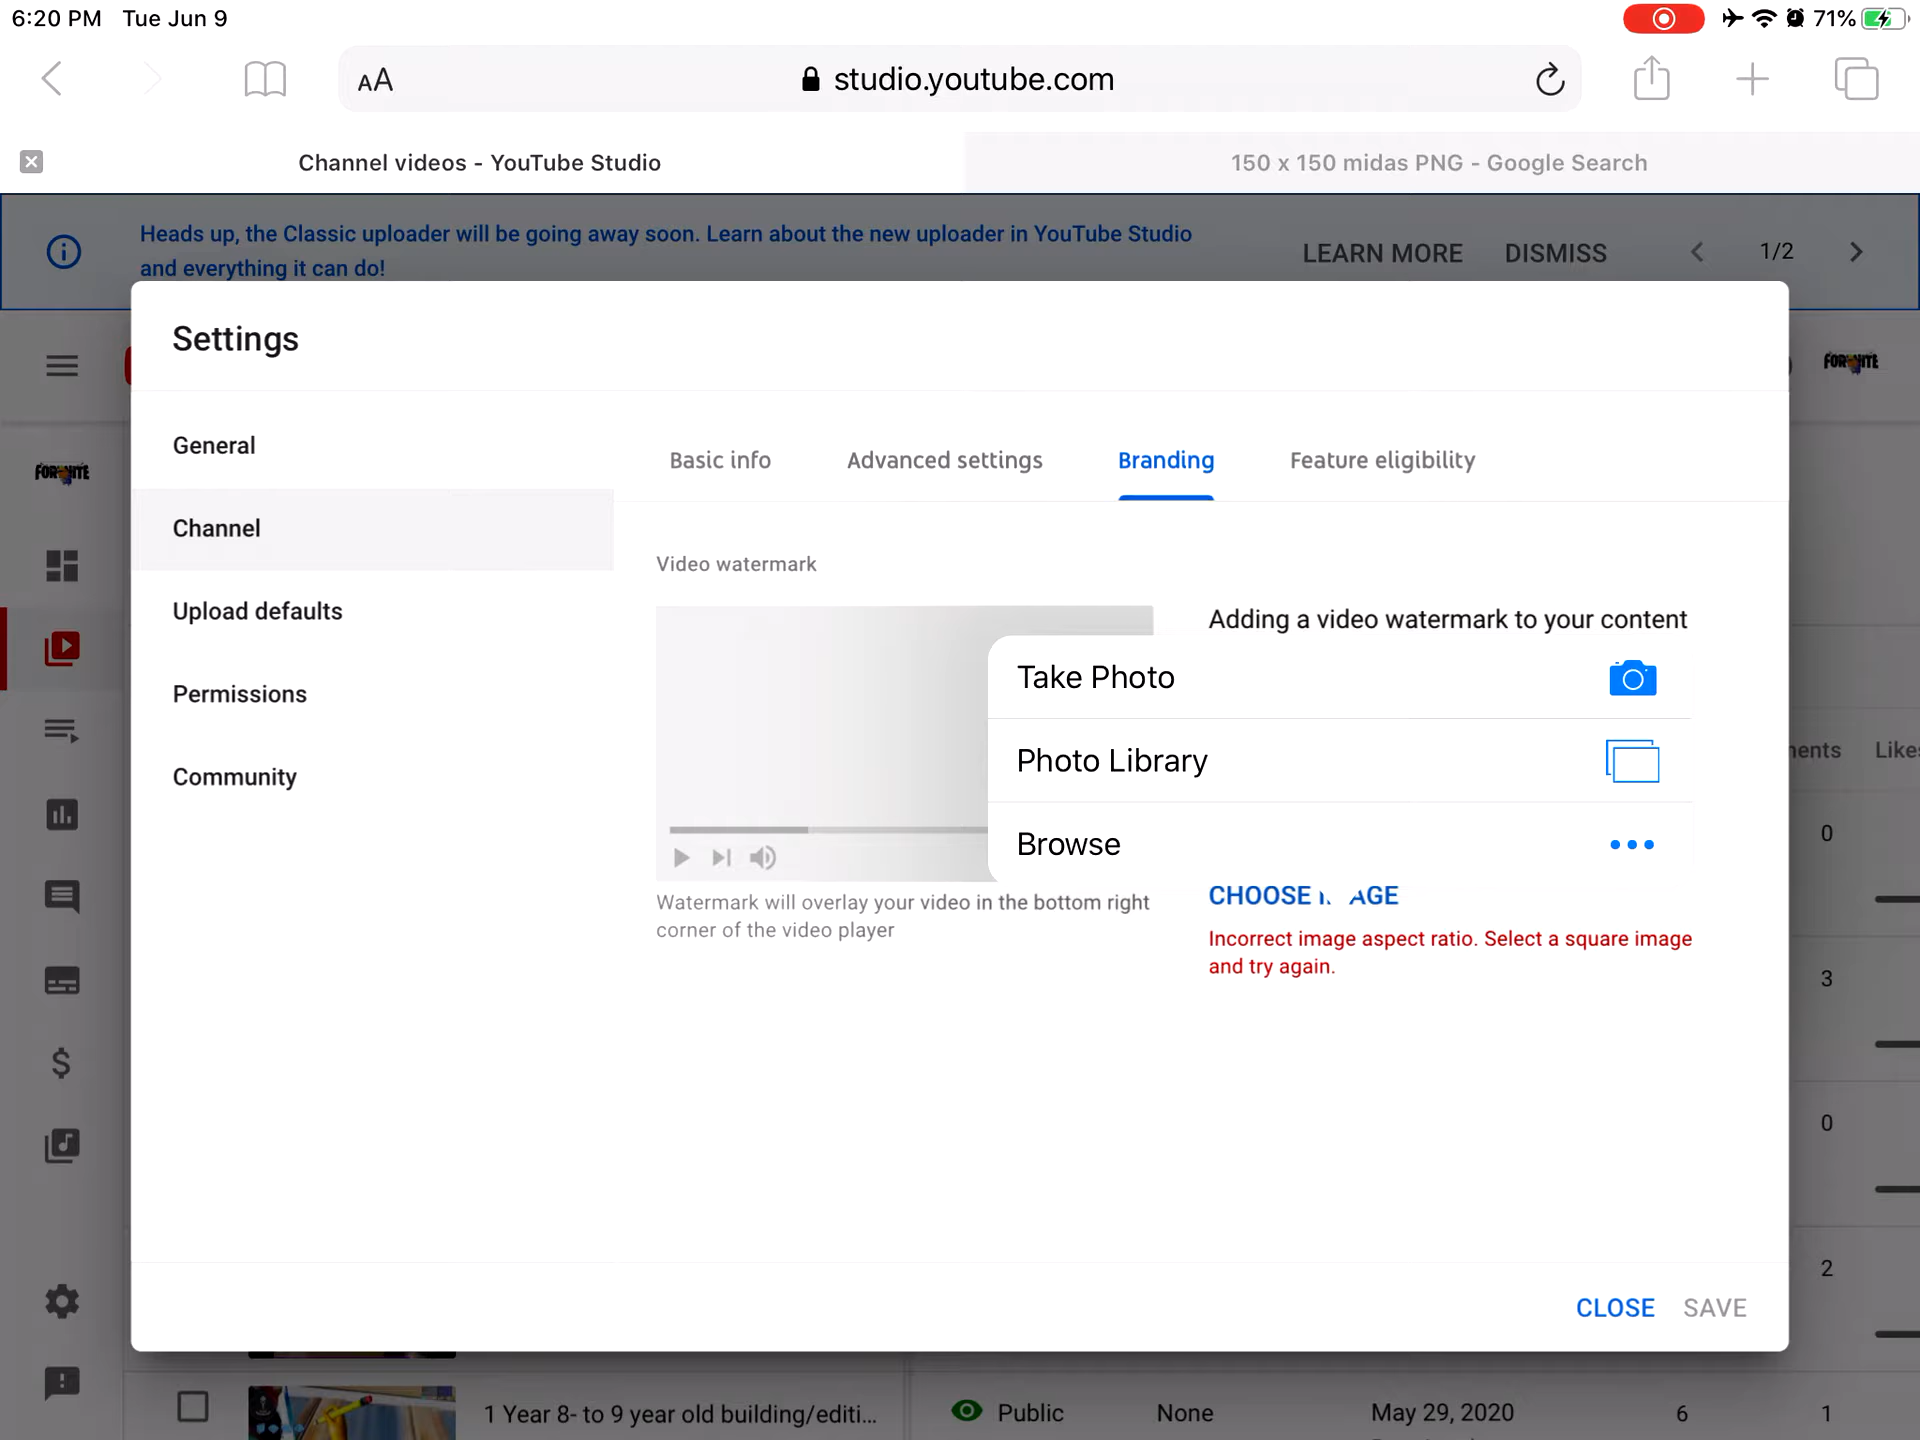 6:20 PM Tue Jun 9
71%
AA
studio.youtube.com
Channel videos - YouTube Studio
150 x 150 midas PNG - Google Search
Heads up, the Classic uploader will be going away soon. Learn about the new uploader in YouTube Studio
and everything it can do!
LEARN MORE
DISMISS
1/2
Settings
General
Channel
Upload defaults
Permissions
Community
Basic info
Advanced settings
Branding
Feature eligibility
Video watermark
Adding a video watermark to your content
Take Photo
Photo Library
Browse
CHOOSE
Watermark will overlay your video in the bottom right
corner of the video player
Incorrect image aspect ratio. Select a square image
and try again.
CLOSE
SAVE
0
3
0
2
1 Year 8- to 9 year old building/editi...
Public
None
May 29, 2020
6
1